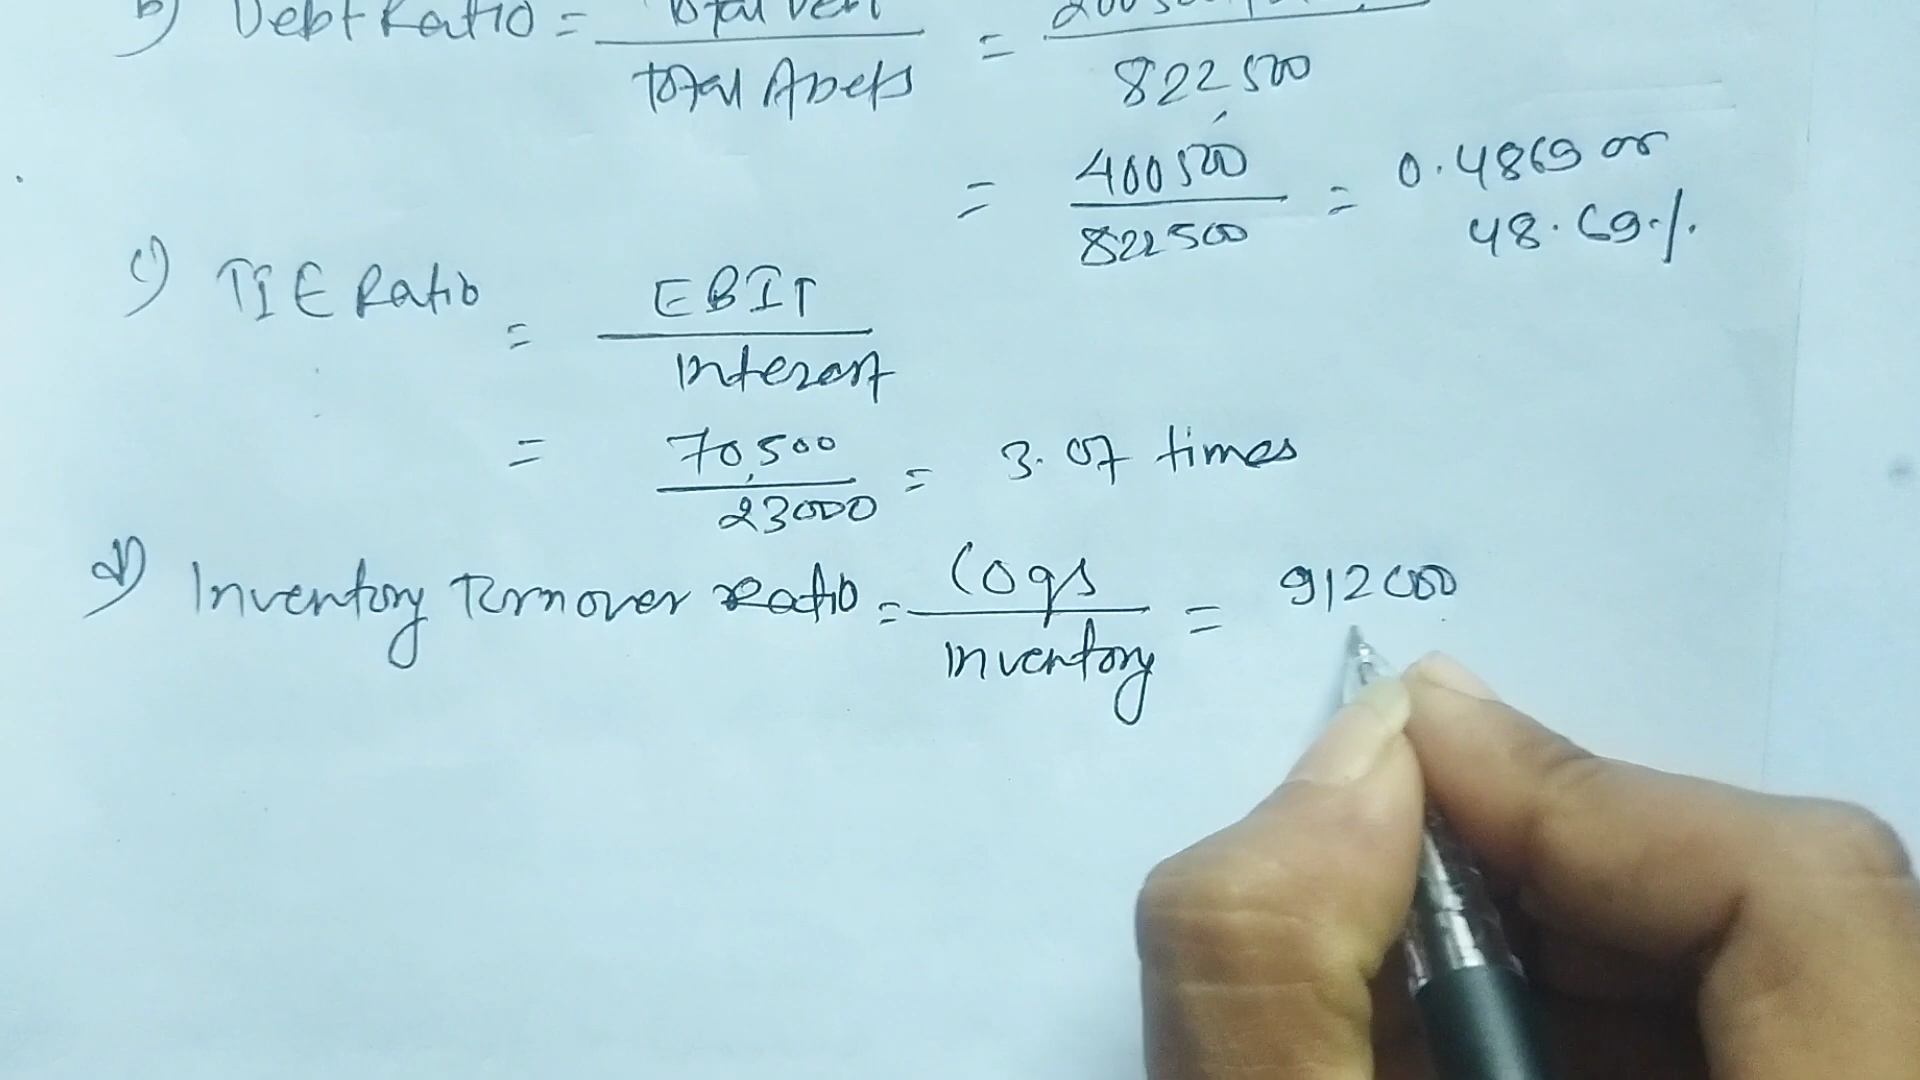 b) Debt Ratio = Total Debt / Total Assets = / 822500
= 400500 / 822500 = 0.4869 or 48.69%
c) TIE Ratio = EBIT / interest
= 70,500 / 23000 = 3.07 times
d) Inventory Turnover Ratio = Cogs / inventory = 912000